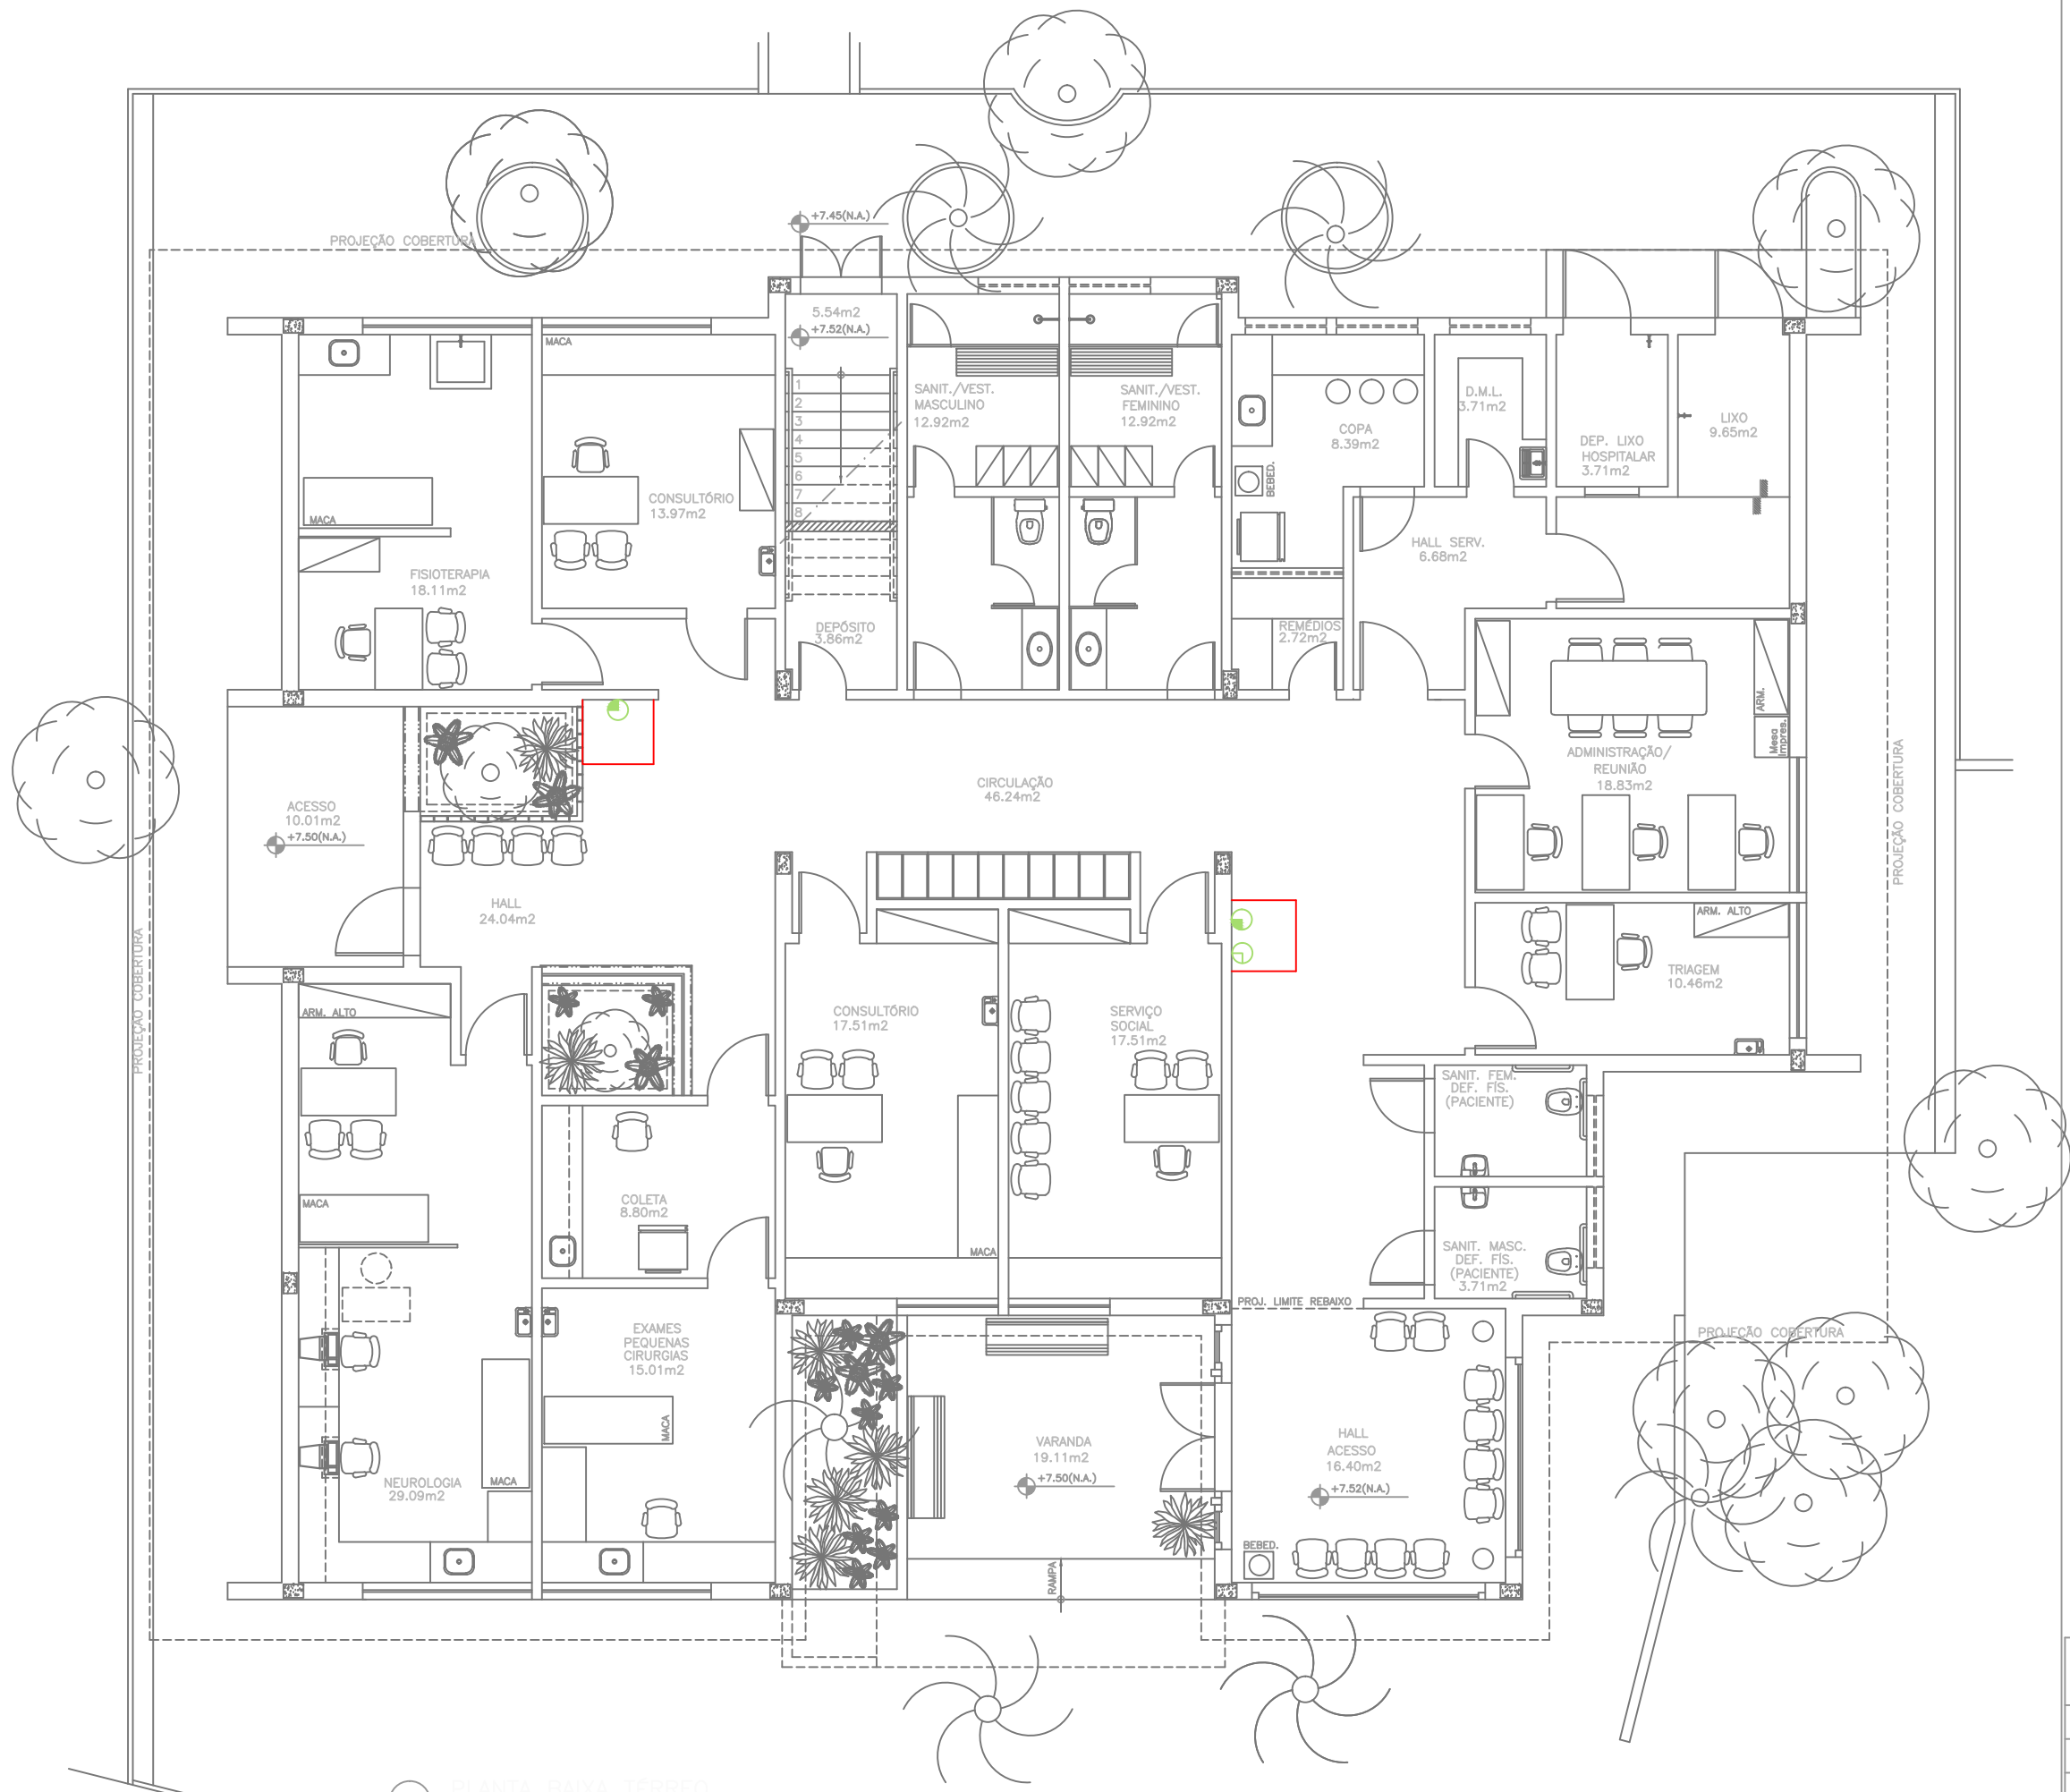 +7.45(N.A.)
PROJEÇÃO COBERTURA
5.54m2
+7.52(N.A.)
MACA
1
2
3
4
5
6
7
8
SANIT./VEST.
MASCULINO
12.92m2
SANIT./VEST.
FEMININO
12.92m2
COPA
8.39m2
BEBED.
D.M.L.
3.71m2
DEP. LIXO
HOSPITALAR
3.71m2
LIXO
9.65m2
CONSULTÓRIO
13.97m2
MACA
FISIOTERAPIA
18.11m2
HALL SERV.
6.68m2
DEPÓSITO
3.86m2
REMÉDIOS
2.72m2
ARM.
Mesa
Impres.
ADMINISTRAÇÃO/
REUNIÃO
18.83m2
PROJEÇÃO COBERTURA
CIRCULAÇÃO
46.24m2
ACESSO
10.01m2
+7.50(N.A.)
HALL
24.04m2
PROJEÇÃO COBERTURA
ARM. ALTO
TRIAGEM
10.46m2
ARM. ALTO
CONSULTÓRIO
17.51m2
SERVIÇO
SOCIAL
17.51m2
SANIT. FEM.
DEF. FÍS.
(PACIENTE)
MACA
COLETA
8.80m2
MACA
SANIT. MASC.
DEF. FÍS.
(PACIENTE)
3.71m2
PROJ. LIMITE REBAIXO
PROJEÇÃO COBERTURA
EXAMES
PEQUENAS
CIRURGIAS
15.01m2
MACA
NEUROLOGIA
29.09m2
MACA
VARANDA
19.11m2
+7.50(N.A.)
HALL
ACESSO
16.40m2
+7.52(N.A.)
BEBED.
RAMPA
PLANTA BAIXA TÉRREO